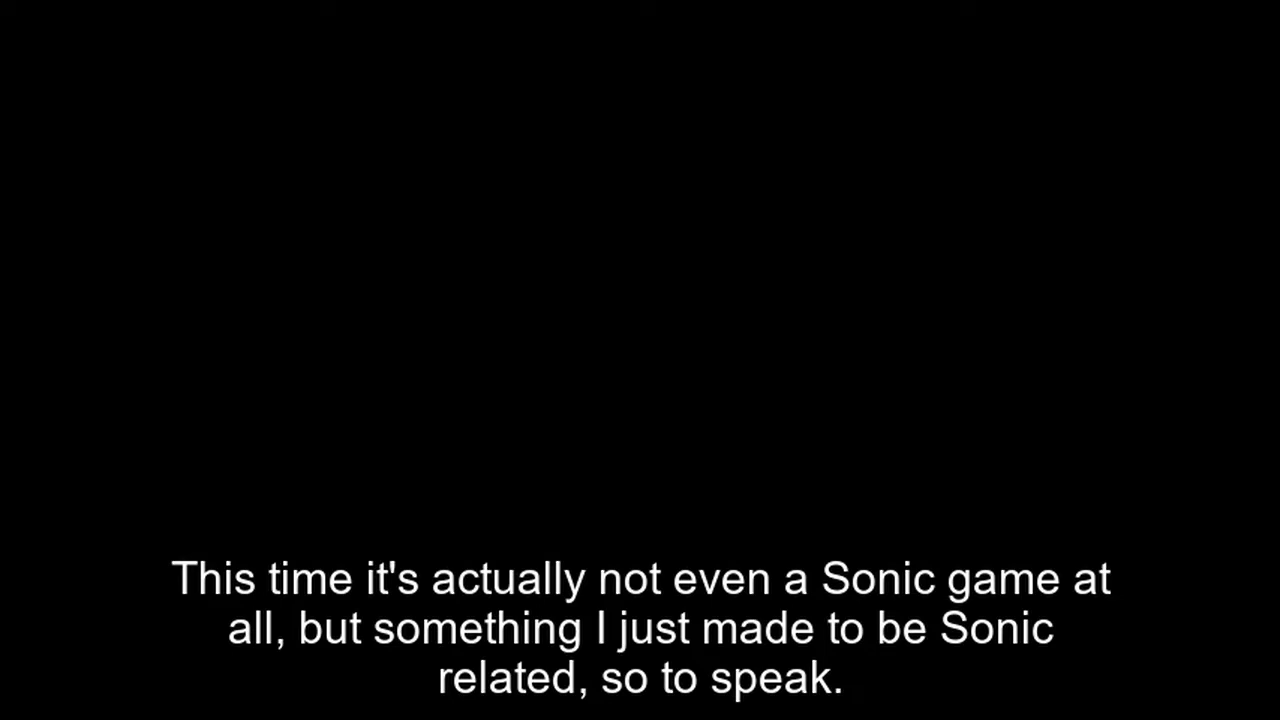 This time it's actually not even a Sonic game at
all, but something I just made to be Sonic
related, so to speak.